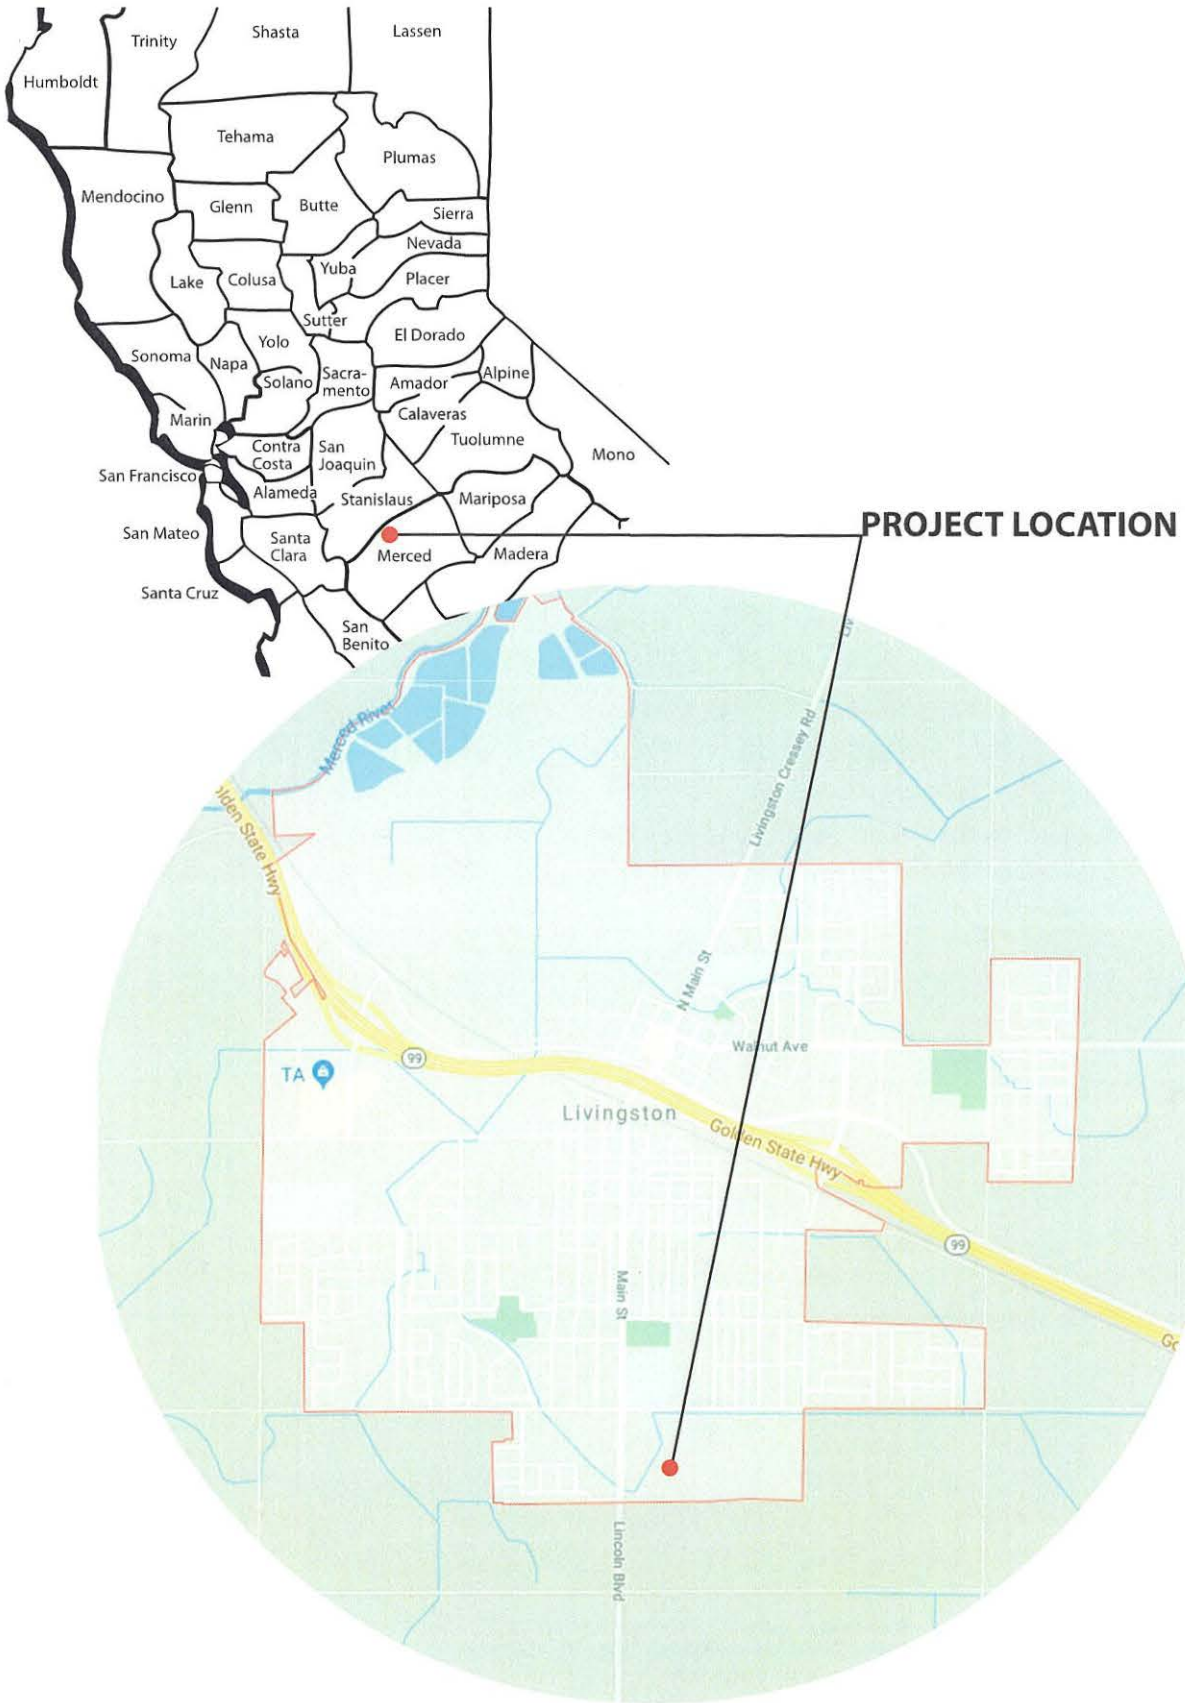 Trinity
Shasta
Lassen
Humboldt
Tehama
Plumas
Mendocino
Glenn
Butte
Sierra
Nevada
Yuba
Lake
Colusa
Placer
Sutter
El Dorado
Yolo
Sonoma
Napa
Solano
Sacra-
mento
Amador
Alpine
Calaveras
Marin
Tuolumne
Contra
Costa
San
Joaquin
Mono
San Francisco
Alameda
Stanislaus
Mariposa
PROJECT LOCATION
San Mateo
Santa
Clara
Merced
Madera
Santa Cruz
San
Benito
Liv
Merced River
Livingston Cressey Rd
olden State Hwy
N Main St
Walnut Ave
99
TA
Livingston
Golden State Hwy
99
Main St
Go
Lincoln Blvd